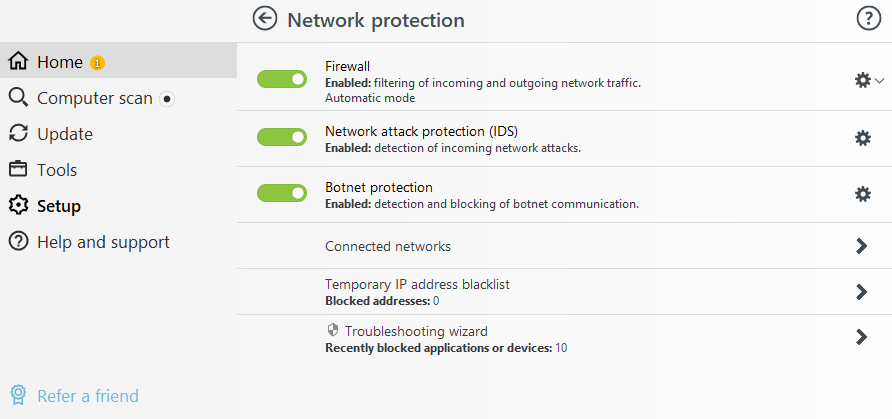 Network protection
?
Home 1
Computer scan
Update
Tools
Setup
Help and support
Refer a friend
Firewall
Enabled: filtering of incoming and outgoing network traffic.
Automatic mode
Network attack protection (IDS)
Enabled: detection of incoming network attacks.
Botnet protection
Enabled: detection and blocking of botnet communication.
Connected networks
Temporary IP address blacklist
Blocked addresses: 0
Troubleshooting wizard
Recently blocked applications or devices: 10